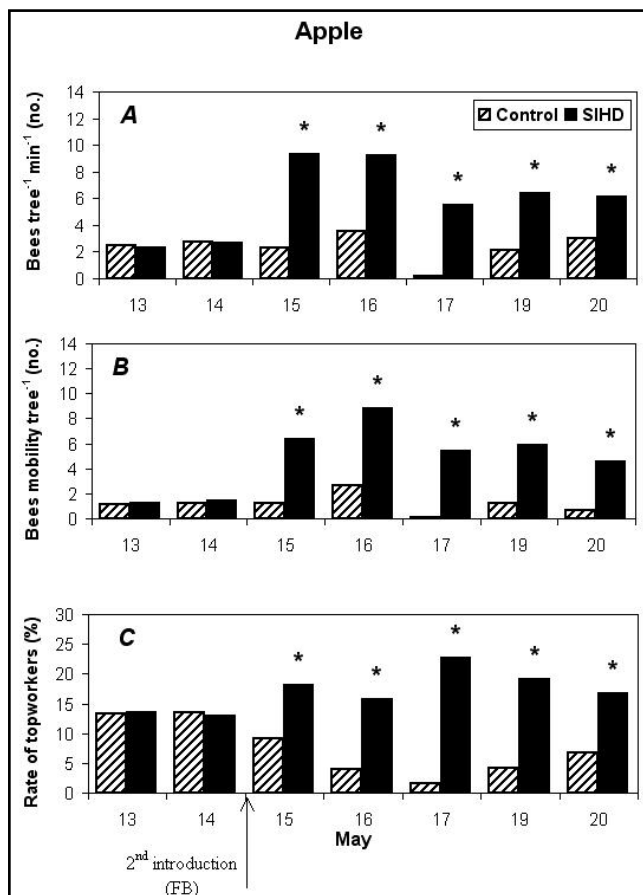 Apple
A
Control SIHD
Bees tree⁻¹ min⁻¹ (no.)
14
12
10
8
6
4
2
0
* * * * *
13 14 15 16 17 19 20
B
Bees mobility tree⁻¹ (no.)
14
12
10
8
6
4
2
0
* * * * *
13 14 15 16 17 19 20
C
Rate of topworkers (%)
30
25
20
15
10
5
0
* * * * *
13 14 15 16 17 19 20
May
2nd introduction
(FB)